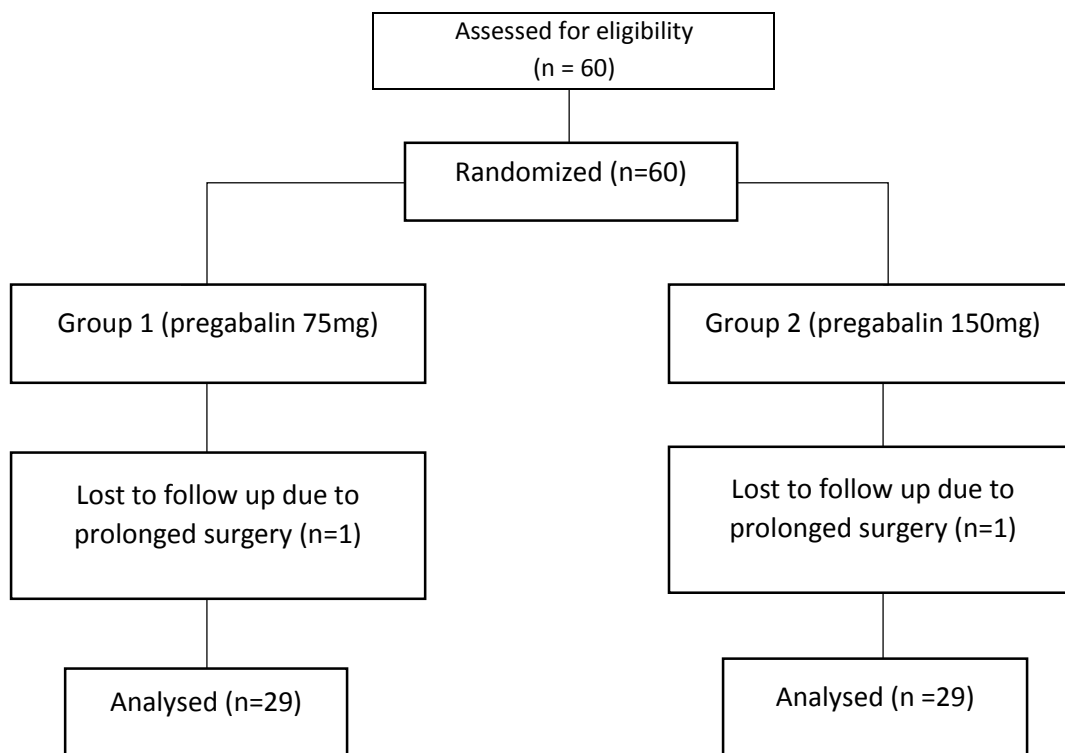 Assessed for eligibility
(n = 60)
Randomized (n=60)
Group 1 (pregabalin 75mg)
Group 2 (pregabalin 150mg)
Lost to follow up due to
prolonged surgery (n=1)
Lost to follow up due to
prolonged surgery (n=1)
Analysed (n=29)
Analysed (n =29)